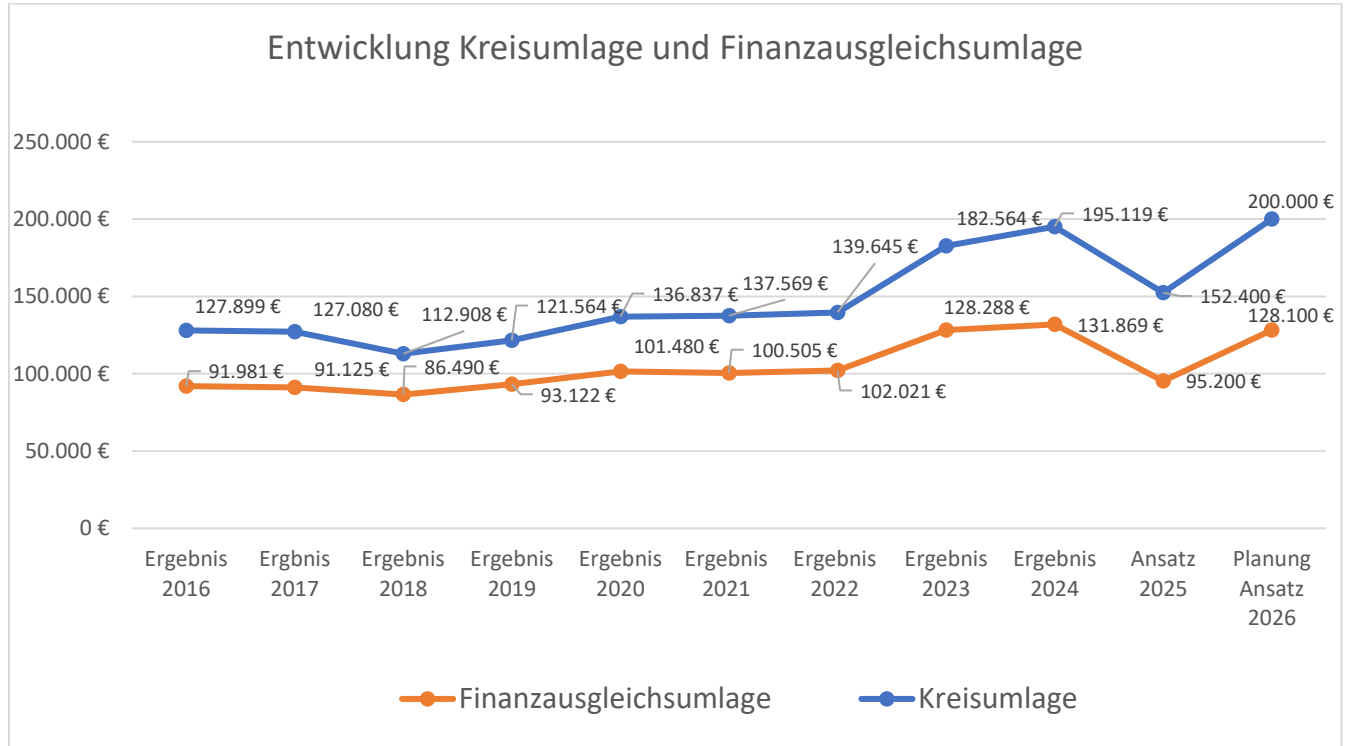 Entwicklung Kreisumlage und Finanzausgleichsumlage
250.000 €
200.000 €
150.000 €
100.000 €
50.000 €
0 €
127.899 €
127.080 €
112.908 €
121.564 €
136.837 €
137.569 €
139.645 €
182.564 €
195.119 €
152.400 €
200.000 €
91.981 €
91.125 €
86.490 €
93.122 €
101.480 €
100.505 €
102.021 €
128.288 €
131.869 €
95.200 €
128.100 €
Ergebnis
2016
Ergbnis
2017
Ergebnis
2018
Ergebnis
2019
Ergebnis
2020
Ergebnis
2021
Ergebnis
2022
Ergebnis
2023
Ergebnis
2024
Ansatz
2025
Planung
Ansatz
2026
Finanzausgleichsumlage
Kreisumlage